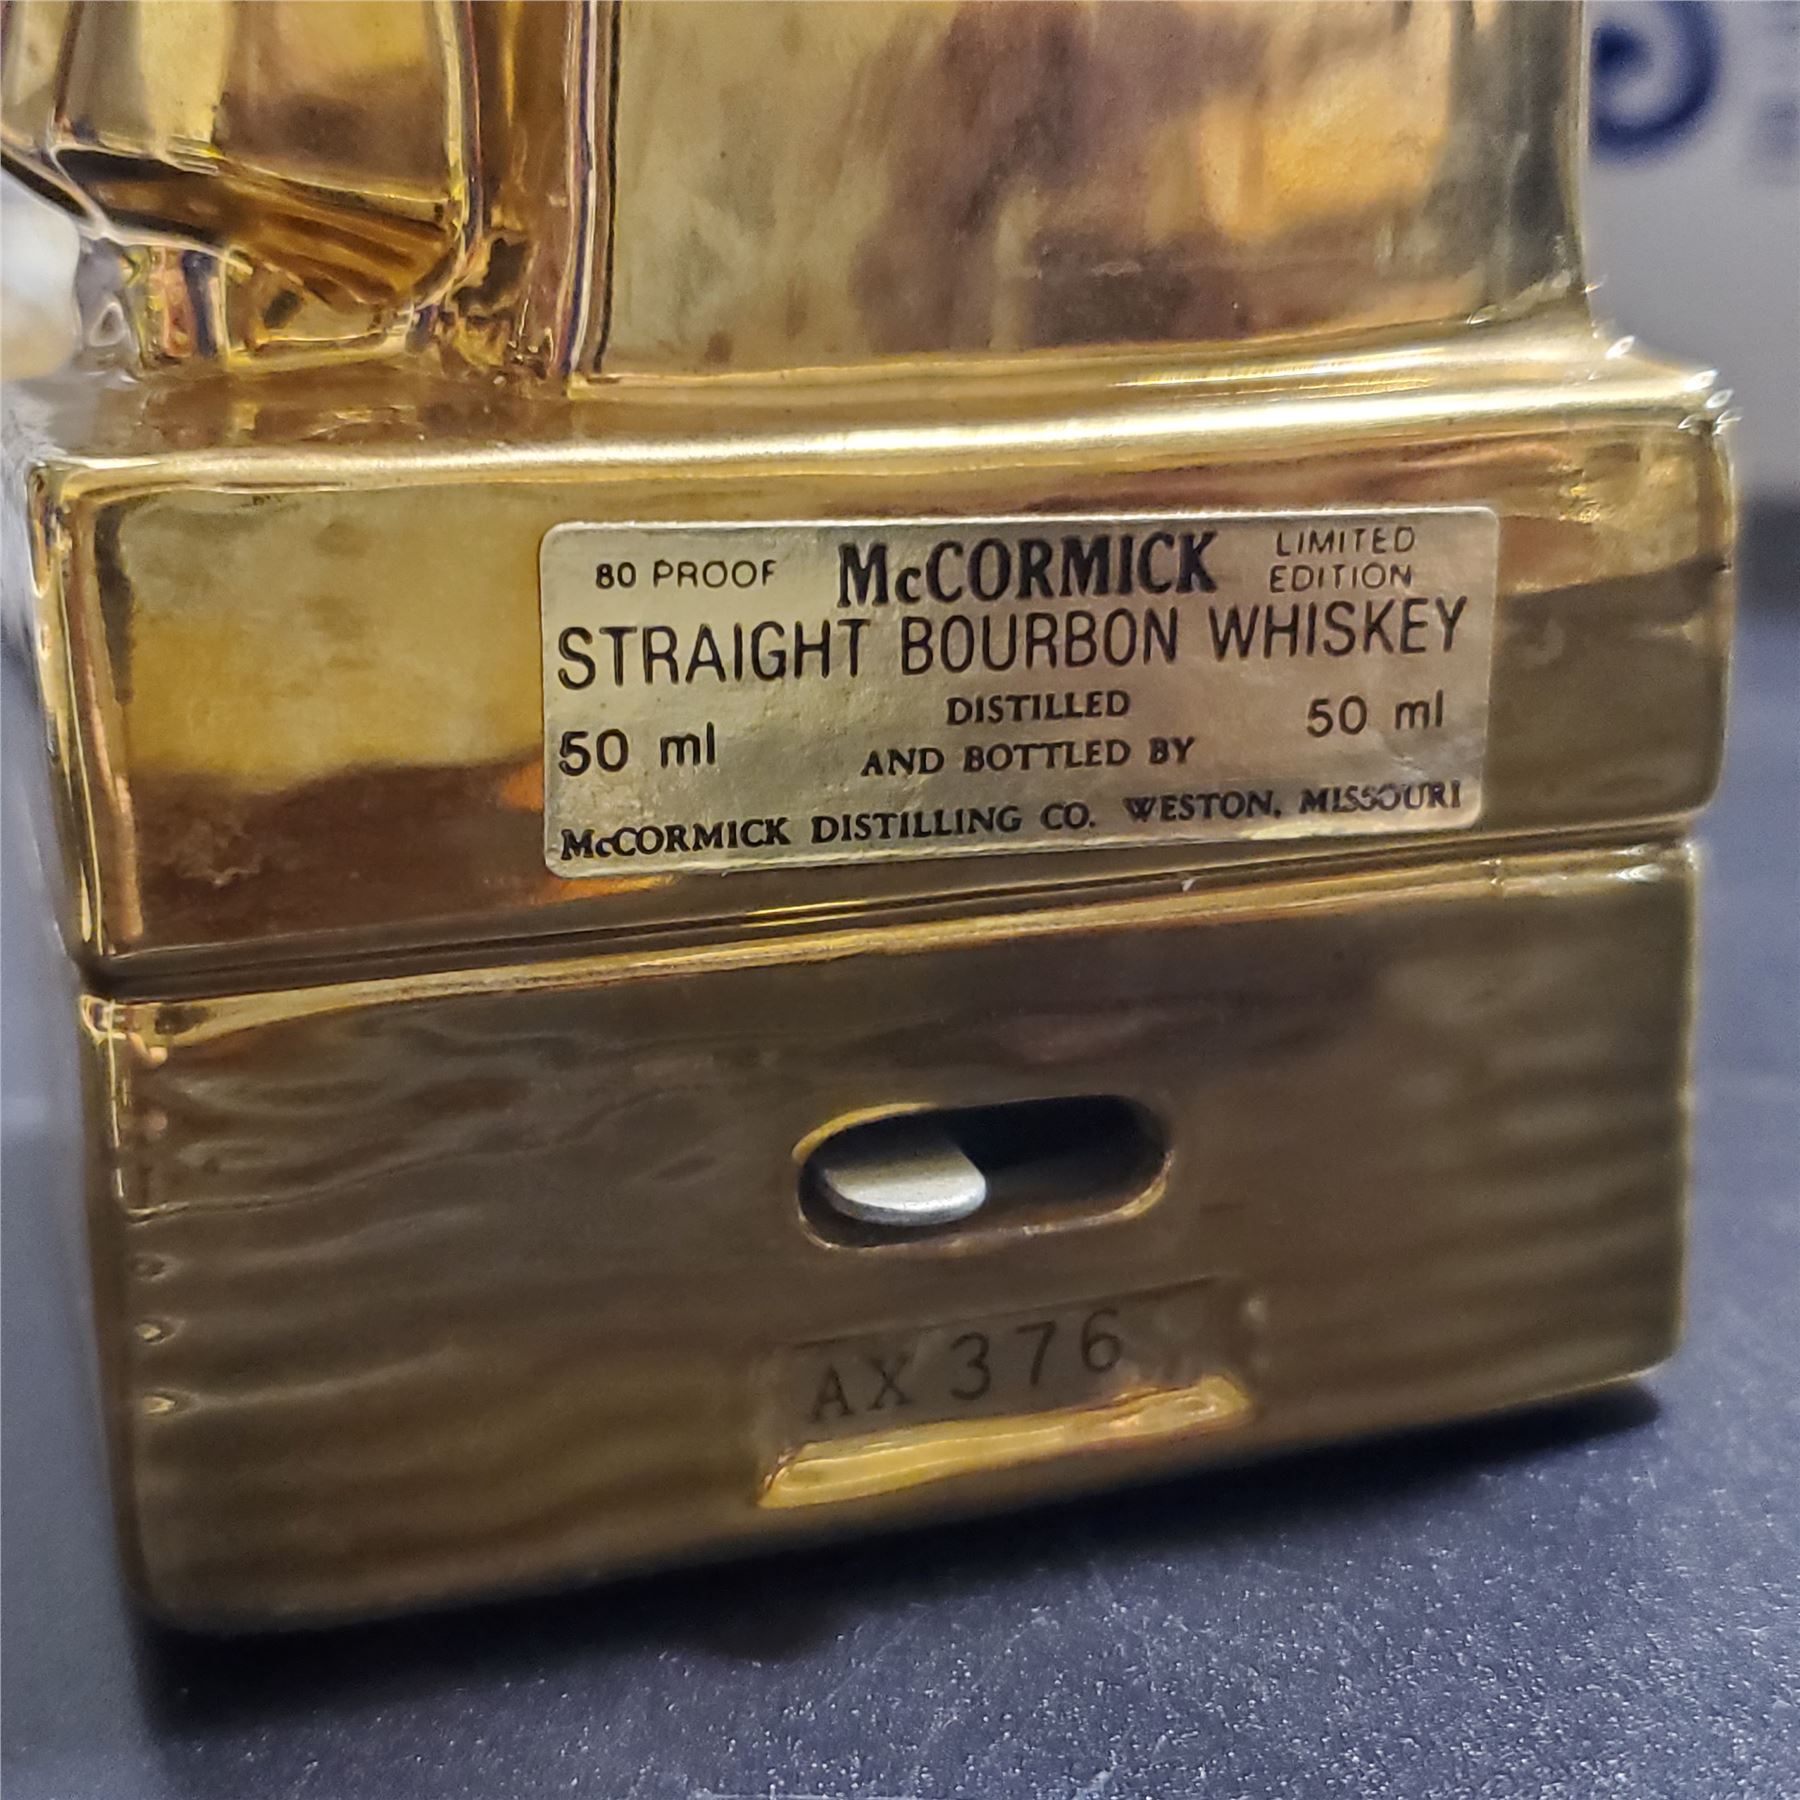 80 PROOF McCORMICK LIMITED EDITION
STRAIGHT BOURBON WHISKEY
50 ml DISTILLED 50 ml
AND BOTTLED BY
McCORMICK DISTILLING CO. WESTON, MISSOURI
AX 376